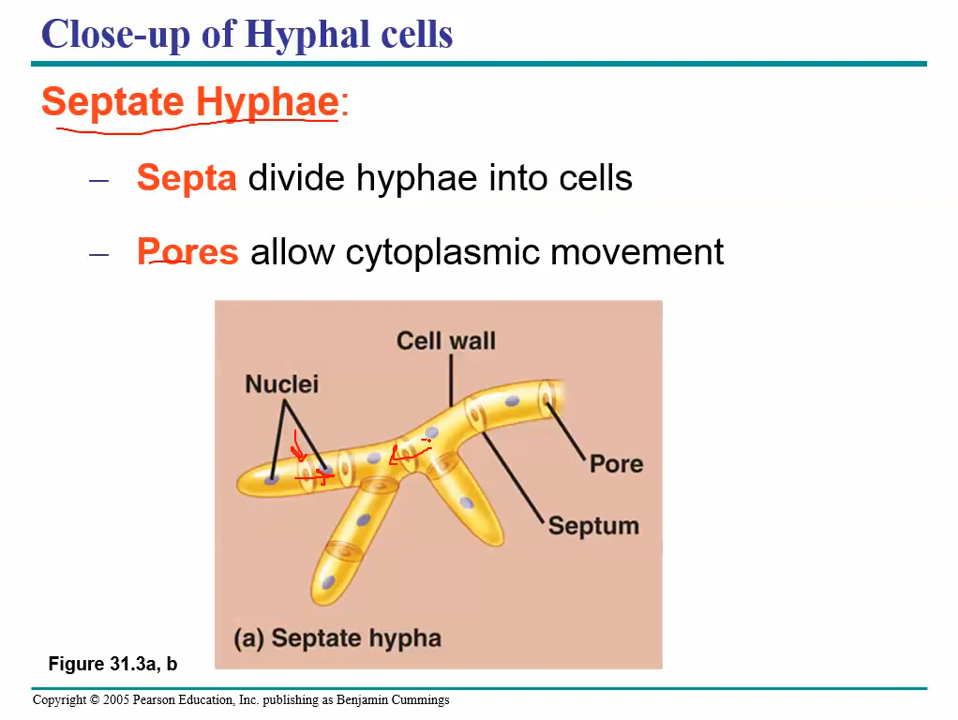 Close-up of Hyphal cells
Septate Hyphae:
– Septa divide hyphae into cells
– Pores allow cytoplasmic movement
Cell wall
Nuclei
Pore
Septum
(a) Septate hypha
Figure 31.3a, b
Copyright © 2005 Pearson Education, Inc. publishing as Benjamin Cummings